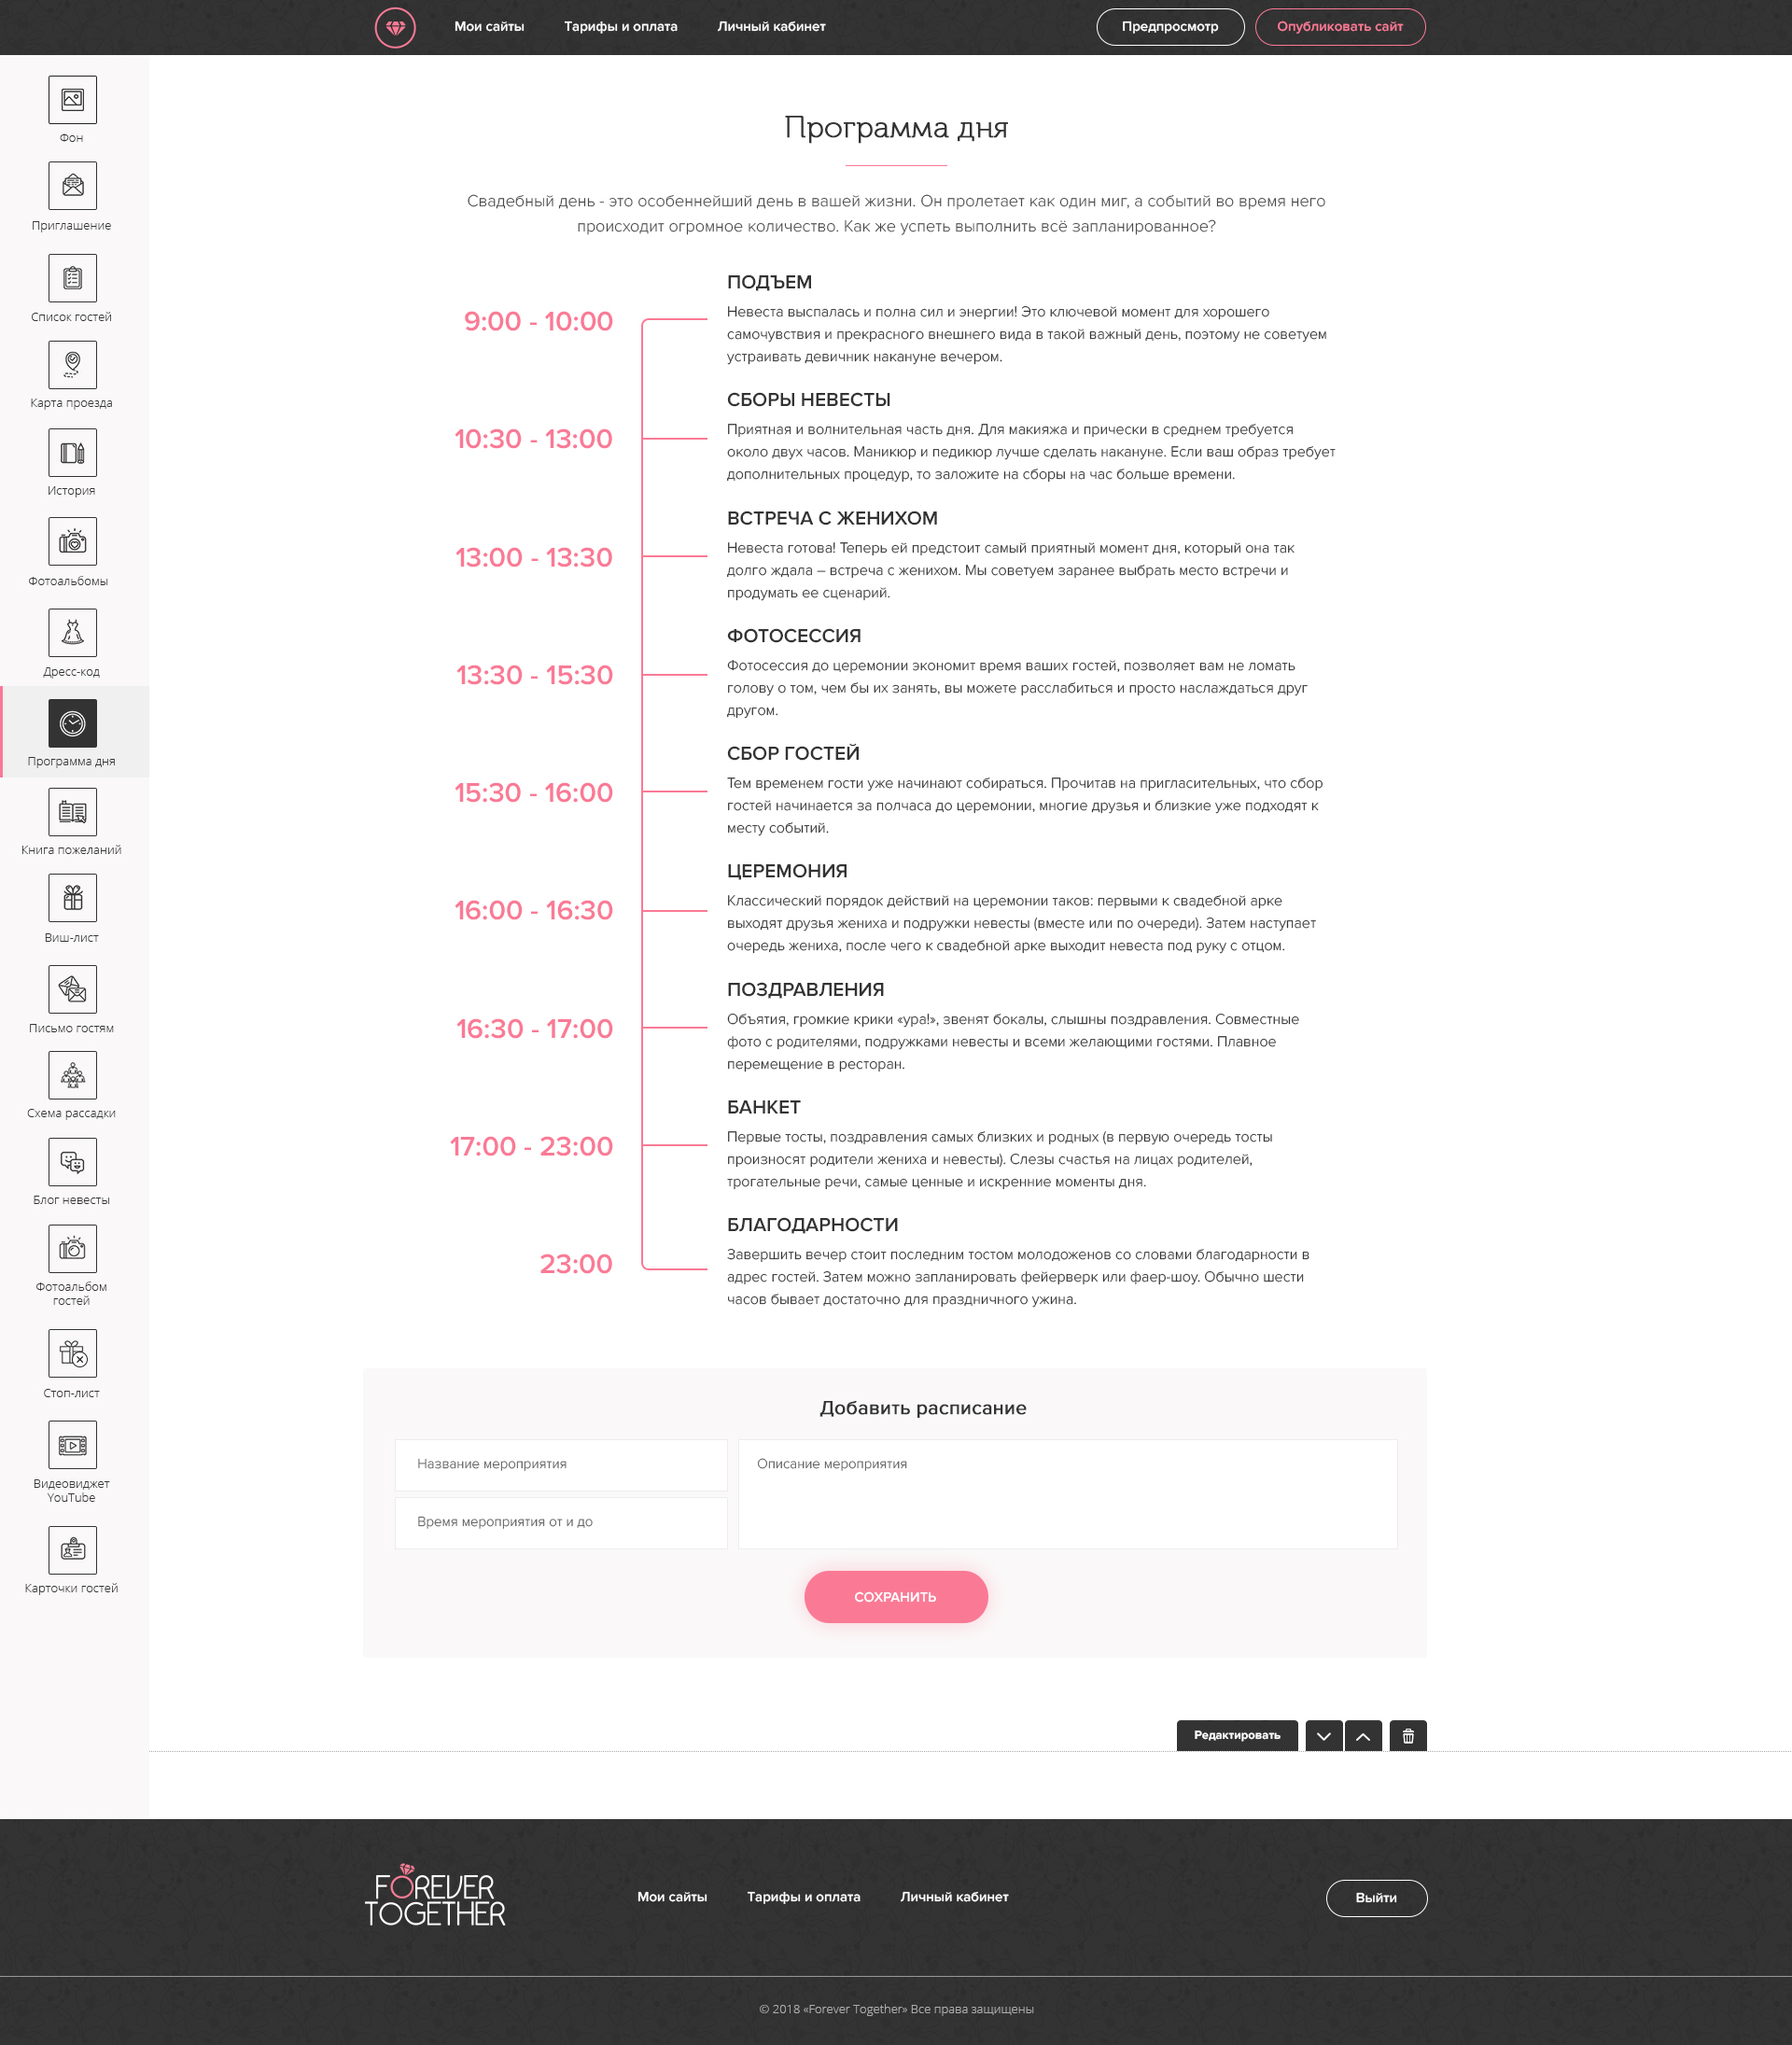 Мои сайты
Тарифы и оплата
Личный кабинет
Предпросмотр
Опубликовать сайт
Фон
Приглашение
Список гостей
Карта проезда
История
Фотоальбомы
Дресс-код
Программа дня
Книга пожеланий
Виш-лист
Письмо гостям
Схема рассадки
Блог невесты
Фотоальбом
гостей
Стоп-лист
Видеовиджет
YouTube
Карточки гостей
Программа дня
Свадебный день - это особеннейший день в вашей жизни. Он пролетает как один миг, а событий во время него
происходит огромное количество. Как же успеть выполнить всё запланированное?
9:00 - 10:00
ПОДЪЕМ
Невеста выспалась и полна сил и энергии! Это ключевой момент для хорошего
самочувствия и прекрасного внешнего вида в такой важный день, поэтому не советуем
устраивать девичник накануне вечером.
10:30 - 13:00
СБОРЫ НЕВЕСТЫ
Приятная и волнительная часть дня. Для макияжа и прически в среднем требуется
около двух часов. Маникюр и педикюр лучше сделать накануне. Если ваш образ требует
дополнительных процедур, то заложите на сборы на час больше времени.
13:00 - 13:30
ВСТРЕЧА С ЖЕНИХОМ
Невеста готова! Теперь ей предстоит самый приятный момент дня, который она так
долго ждала – встреча с женихом. Мы советуем заранее выбрать место встречи и
продумать ее сценарий.
13:30 - 15:30
ФОТОСЕССИЯ
Фотосессия до церемонии экономит время ваших гостей, позволяет вам не ломать
голову о том, чем бы их занять, вы можете расслабиться и просто наслаждаться друг
другом.
15:30 - 16:00
СБОР ГОСТЕЙ
Тем временем гости уже начинают собираться. Прочитав на пригласительных, что сбор
гостей начинается за полчаса до церемонии, многие друзья и близкие уже подходят к
месту событий.
16:00 - 16:30
ЦЕРЕМОНИЯ
Классический порядок действий на церемонии таков: первыми к свадебной арке
выходят друзья жениха и подружки невесты (вместе или по очереди). Затем наступает
очередь жениха, после чего к свадебной арке выходит невеста под руку с отцом.
16:30 - 17:00
ПОЗДРАВЛЕНИЯ
Объятия, громкие крики «ура!», звенят бокалы, слышны поздравления. Совместные
фото с родителями, подружками невесты и всеми желающими гостями. Плавное
перемещение в ресторан.
17:00 - 23:00
БАНКЕТ
Первые тосты, поздравления самых близких и родных (в первую очередь тосты
произносят родители жениха и невесты). Слезы счастья на лицах родителей,
трогательные речи, самые ценные и искренние моменты дня.
23:00
БЛАГОДАРНОСТИ
Завершить вечер стоит последним тостом молодоженов со словами благодарности в
адрес гостей. Затем можно запланировать фейерверк или фаер-шоу. Обычно шести
часов бывает достаточно для праздничного ужина.
Добавить расписание
Название мероприятия
Описание мероприятия
Время мероприятия от и до
СОХРАНИТЬ
Редактировать
FOREVER
TOGETHER
Мои сайты
Тарифы и оплата
Личный кабинет
Выйти
© 2018 «Forever Together» Все права защищены